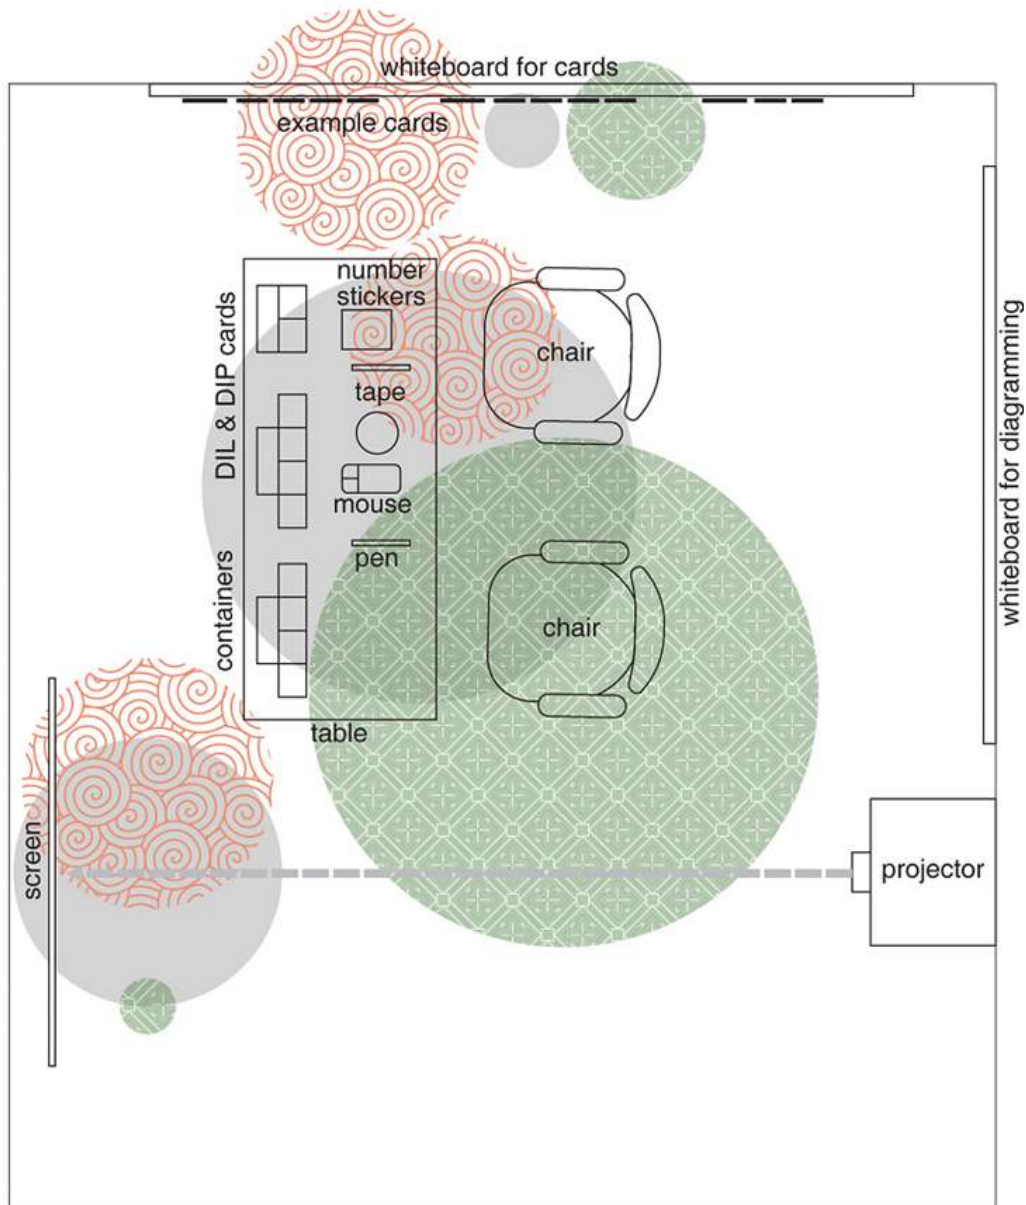 whiteboard for cards
example cards
number
stickers
DIL & DIP cards
chair
tape
whiteboard for diagramming
mouse
pen
containers
chair
table
screen
projector